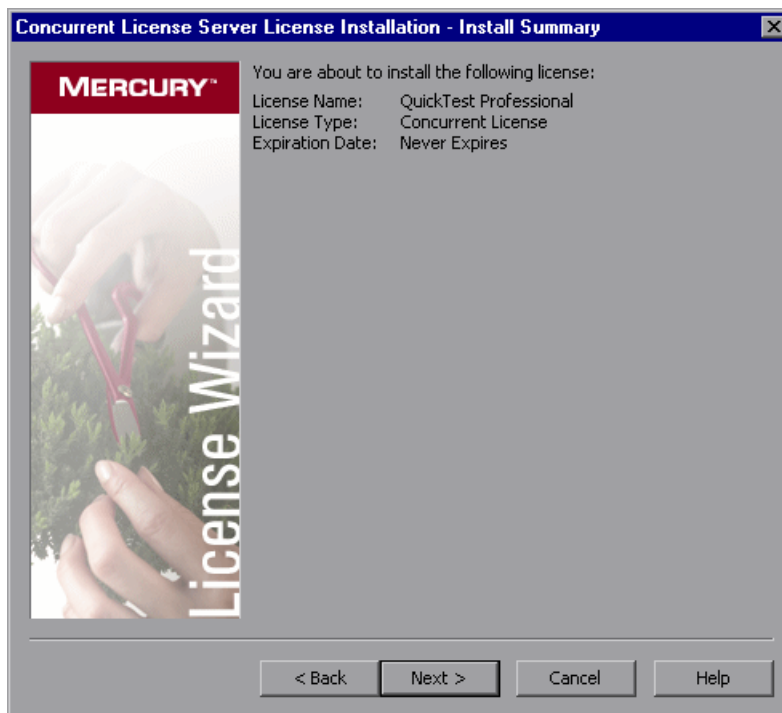 Concurrent License Server License Installation - Install Summary
MERCURY™
License Wizard
You are about to install the following license:
License Name: QuickTest Professional
License Type: Concurrent License
Expiration Date: Never Expires
< Back
Next >
Cancel
Help